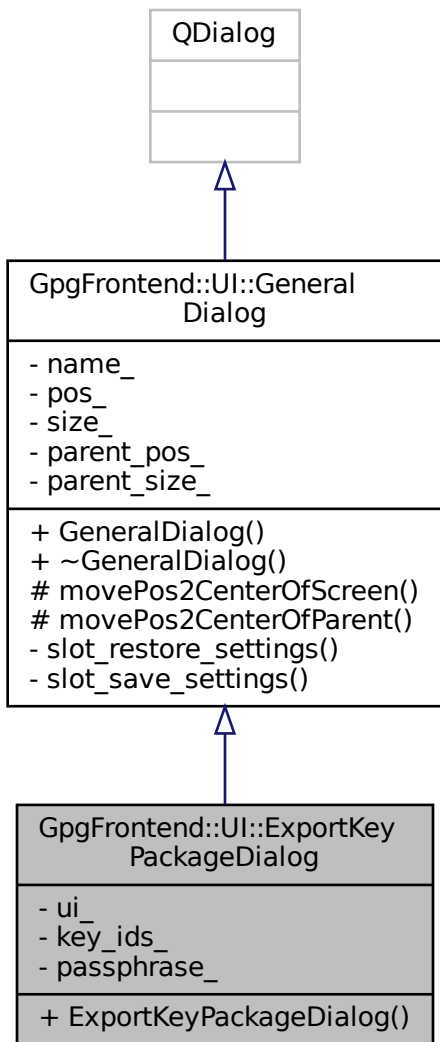 QDialog
GpgFrontend::UI::General
Dialog
- name_
- pos_
- size_
- parent_pos_
- parent_size_
+ GeneralDialog()
+ ~GeneralDialog()
# movePos2CenterOfScreen()
# movePos2CenterOfParent()
- slot_restore_settings()
- slot_save_settings()
GpgFrontend::UI::ExportKey
PackageDialog
- ui_
- key_ids_
- passphrase_
+ ExportKeyPackageDialog()